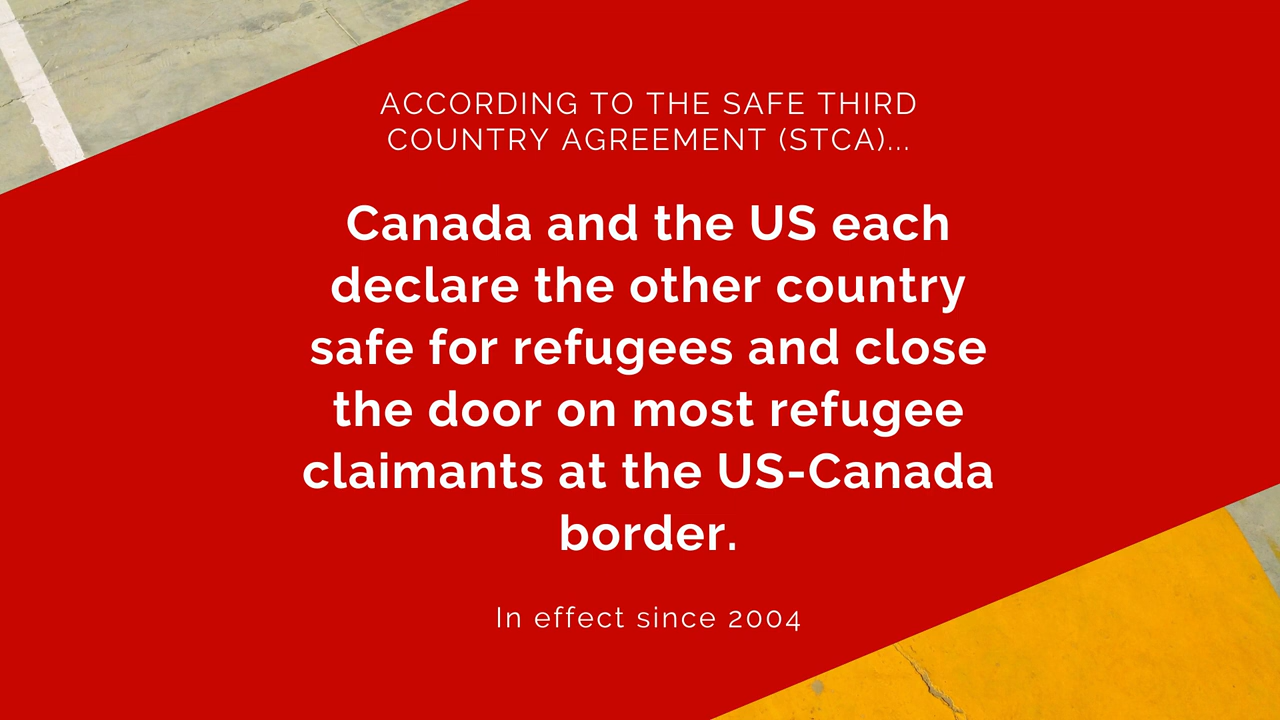 ACCORDING TO THE SAFE THIRD
COUNTRY AGREEMENT (STCA)...
Canada and the US each
declare the other country
safe for refugees and close
the door on most refugee
claimants at the US-Canada
border.
In effect since 2004